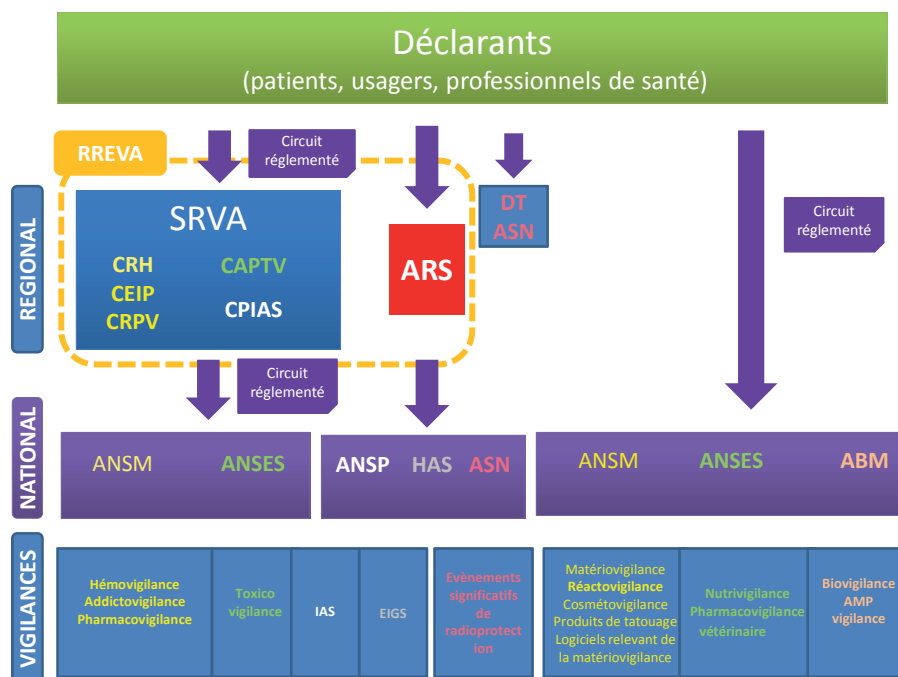 Déclarants
(patients, usagers, professionnels de santé)
RREVA
Circuit
réglementé
REGIONAL
SRVA
CRH
CEIP
CRPV
CAPTV
CPIAS
ARS
DT
ASN
Circuit
réglementé
Circuit
réglementé
NATIONAL
ANSM
ANSES
ANSP HAS ASN
ANSM
ANSES
ABM
VIGILANCES
Hémovigilance
Addictovigilance
Pharmacovigilance
Toxico
vigilance
IAS
EIGS
Evènements
significatifs
de
radioprotect
ion
Matériovigilance
Réactovigilance
Cosmétovigilance
Produits de tatouage
Logiciels relevant de
la matériovigilance
Nutrivigilance
Pharmacovigilance
vétérinaire
Biovigilance
AMP
vigilance